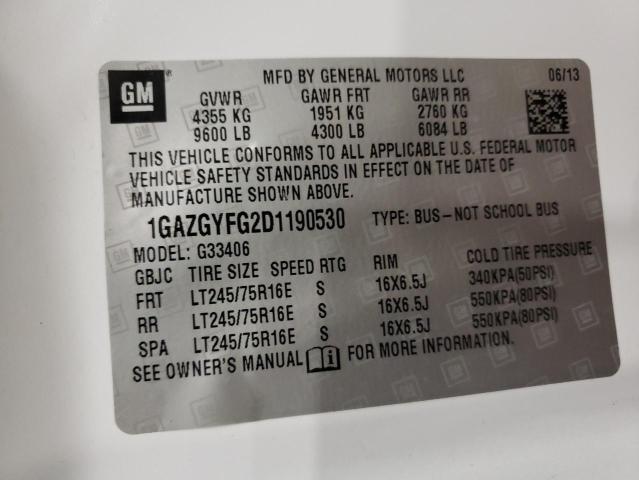 GM ® MFD BY GENERAL MOTORS LLC 06/13
GVWR GAWR FRT GAWR RR
4355 KG 1951 KG 2760 KG
9600 LB 4300 LB 6084 LB
THIS VEHICLE CONFORMS TO ALL APPLICABLE U.S. FEDERAL MOTOR
VEHICLE SAFETY STANDARDS IN EFFECT ON THE DATE OF
MANUFACTURE SHOWN ABOVE.
1GAZGYFG2D1190530 TYPE: BUS–NOT SCHOOL BUS
MODEL: G33406
GBJC TIRE SIZE SPEED RTG RIM COLD TIRE PRESSURE
FRT LT245/75R16E S 16X6.5J 340KPA(50PSI)
RR LT245/75R16E S 16X6.5J 550KPA(80PSI)
SPA LT245/75R16E S 16X6.5J 550KPA(80PSI)
SEE OWNER'S MANUAL FOR MORE INFORMATION.